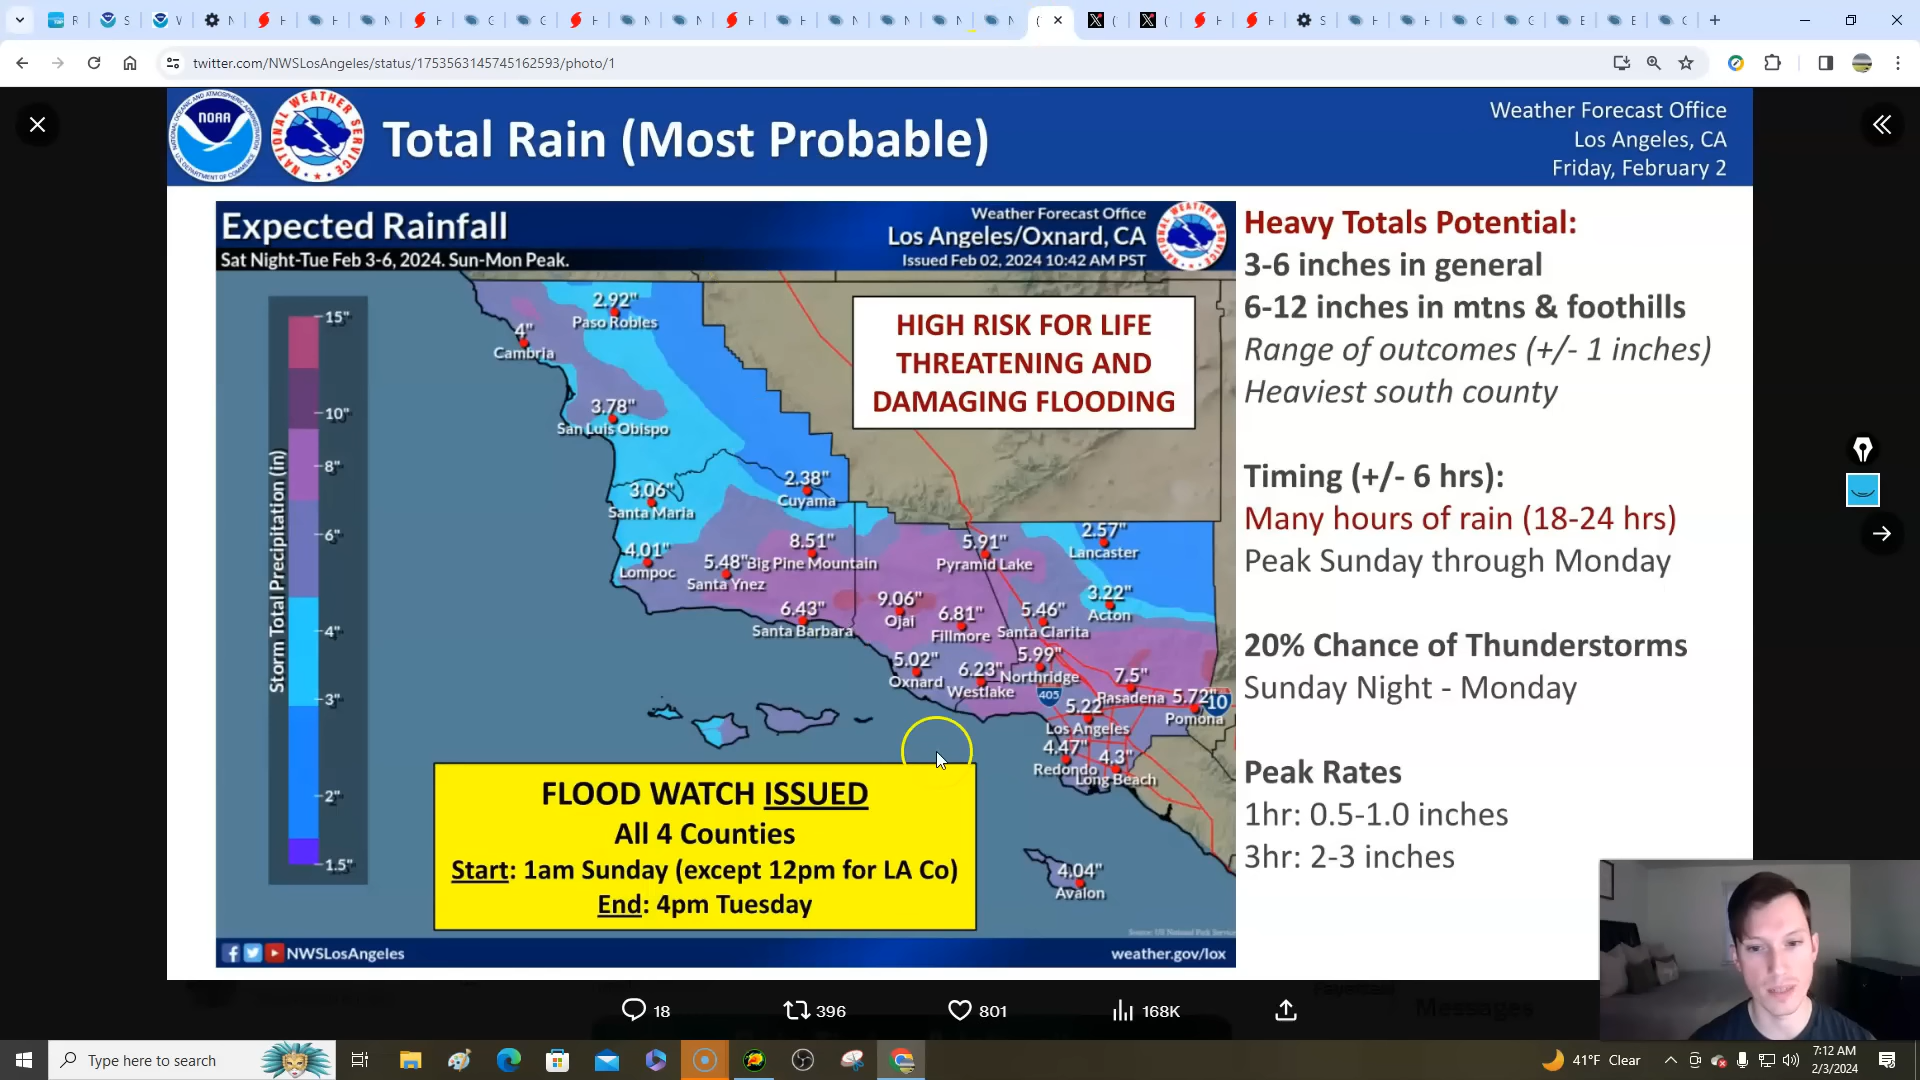 twitter.com/NWSLosAngeles/status/1753563145745162593/photo/1
NOAA
NATIONAL WEATHER SERVICE
Total Rain (Most Probable)
Weather Forecast Office
Los Angeles, CA
Friday, February 2
Expected Rainfall
Sat Night-Tue Feb 3-6, 2024. Sun-Mon Peak.
Weather Forecast Office
Los Angeles/Oxnard, CA
Issued Feb 02, 2024 10:42 AM PST
HIGH RISK FOR LIFE
THREATENING AND
DAMAGING FLOODING
Storm Total Precipitation (in)
15"
10"
8"
6"
4"
3"
2"
1.5"
2.92"
Paso Robles
4"
Cambria
3.78"
San Luis Obispo
2.38"
Cuyama
3.06"
Santa Maria
8.51"
Big Pine Mountain
5.91"
Pyramid Lake
2.57"
Lancaster
4.01"
Lompoc
5.48"
Santa Ynez
3.22"
Acton
6.43"
Santa Barbara
9.06"
Ojai
6.81"
Fillmore
5.46"
Santa Clarita
5.02"
Oxnard
6.23"
Westlake
5.99"
Northridge
405
7.5"
Pasadena
5.72"
Pomona
10
5.22
Los Angeles
4.47"
Redondo
4.3"
Long Beach
4.04"
Avalon
FLOOD WATCH ISSUED
All 4 Counties
Start: 1am Sunday (except 12pm for LA Co)
End: 4pm Tuesday
NWSLosAngeles
weather.gov/lox
Heavy Totals Potential:
3-6 inches in general
6-12 inches in mtns & foothills
Range of outcomes (+/- 1 inches)
Heaviest south county
Timing (+/- 6 hrs):
Many hours of rain (18-24 hrs)
Peak Sunday through Monday
20% Chance of Thunderstorms
Sunday Night - Monday
Peak Rates
1hr: 0.5-1.0 inches
3hr: 2-3 inches
18
396
801
168K
Messages
Type here to search
41°F Clear
7:12 AM
2/3/2024